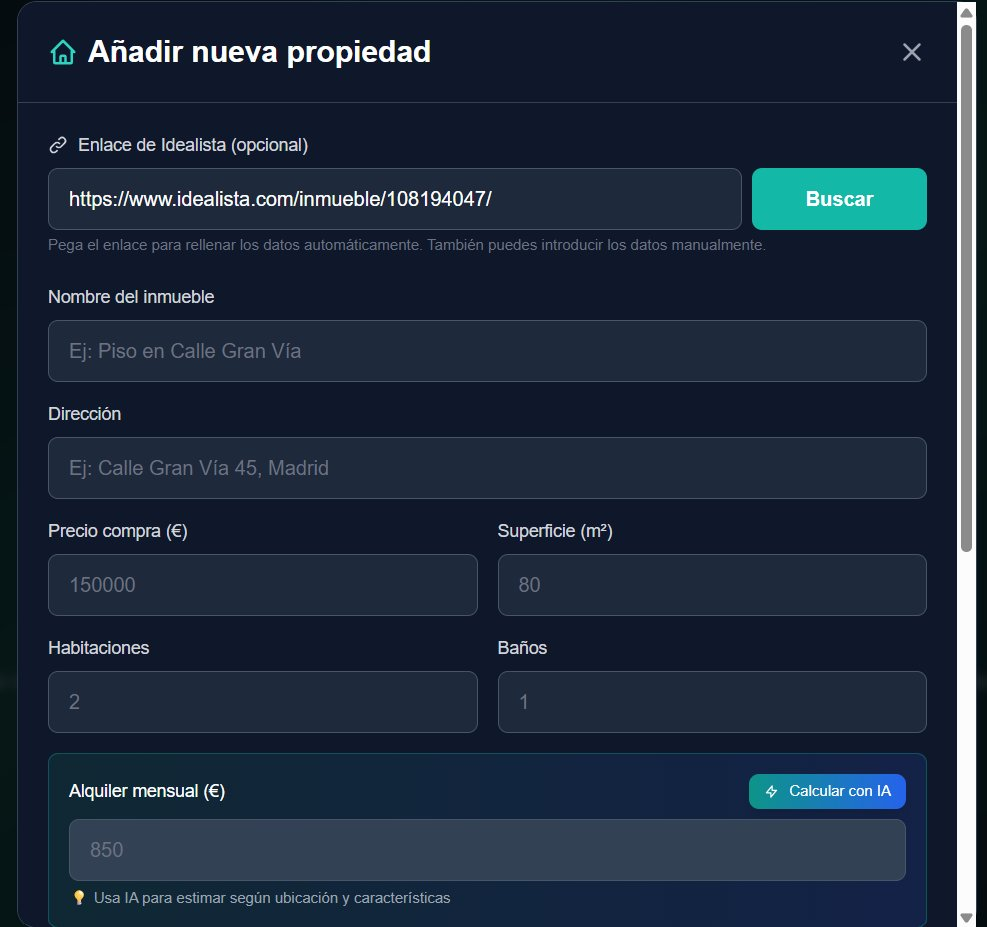 Añadir nueva propiedad
Enlace de Idealista (opcional)
https://www.idealista.com/inmueble/108194047/
Buscar
Pega el enlace para rellenar los datos automáticamente. También puedes introducir los datos manualmente.
Nombre del inmueble
Ej: Piso en Calle Gran Vía
Dirección
Ej: Calle Gran Vía 45, Madrid
Precio compra (€)
Superficie (m²)
150000
80
Habitaciones
Baños
2
1
Alquiler mensual (€)
Calcular con IA
850
Usa IA para estimar según ubicación y características